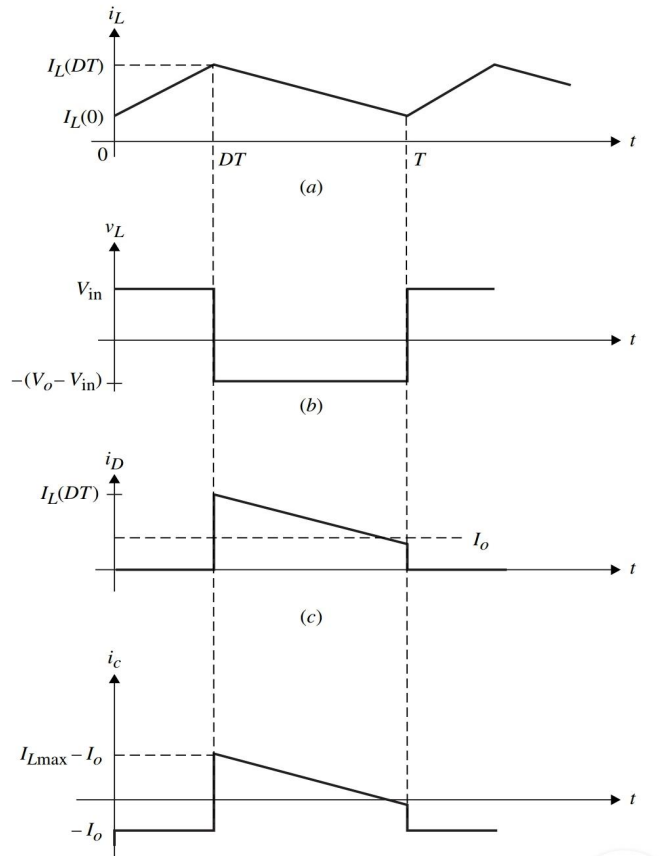 i_L
I_L(DT)
I_L(0)
0
DT
T
t
(a)
v_L
V_in
t
−(V_o − V_in)
(b)
i_D
I_L(DT)
I_o
t
(c)
i_c
I_Lmax − I_o
t
−I_o